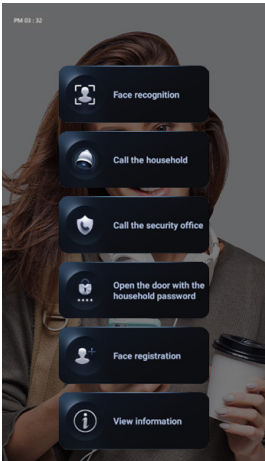 PM 03 : 32
Face recognition
Call the household
Call the security office
Open the door with the
household password
Face registration
View information